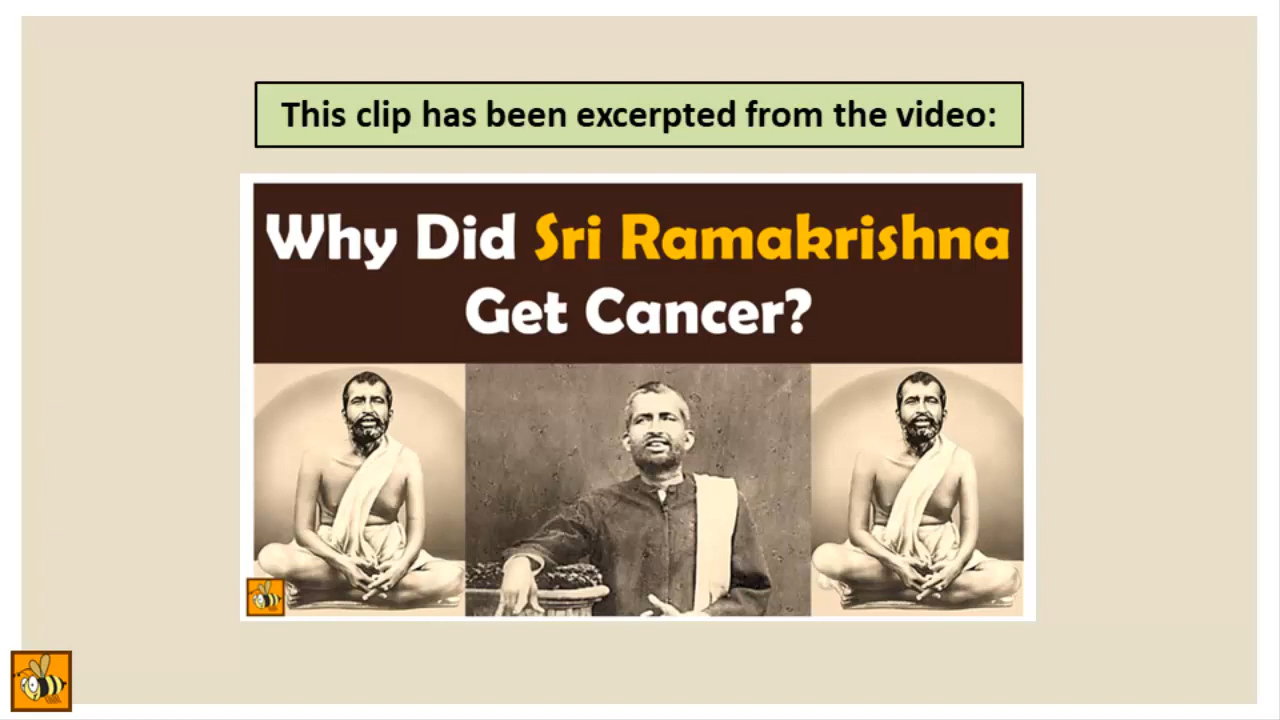 This clip has been excerpted from the video:
Why Did Sri Ramakrishna
Get Cancer?